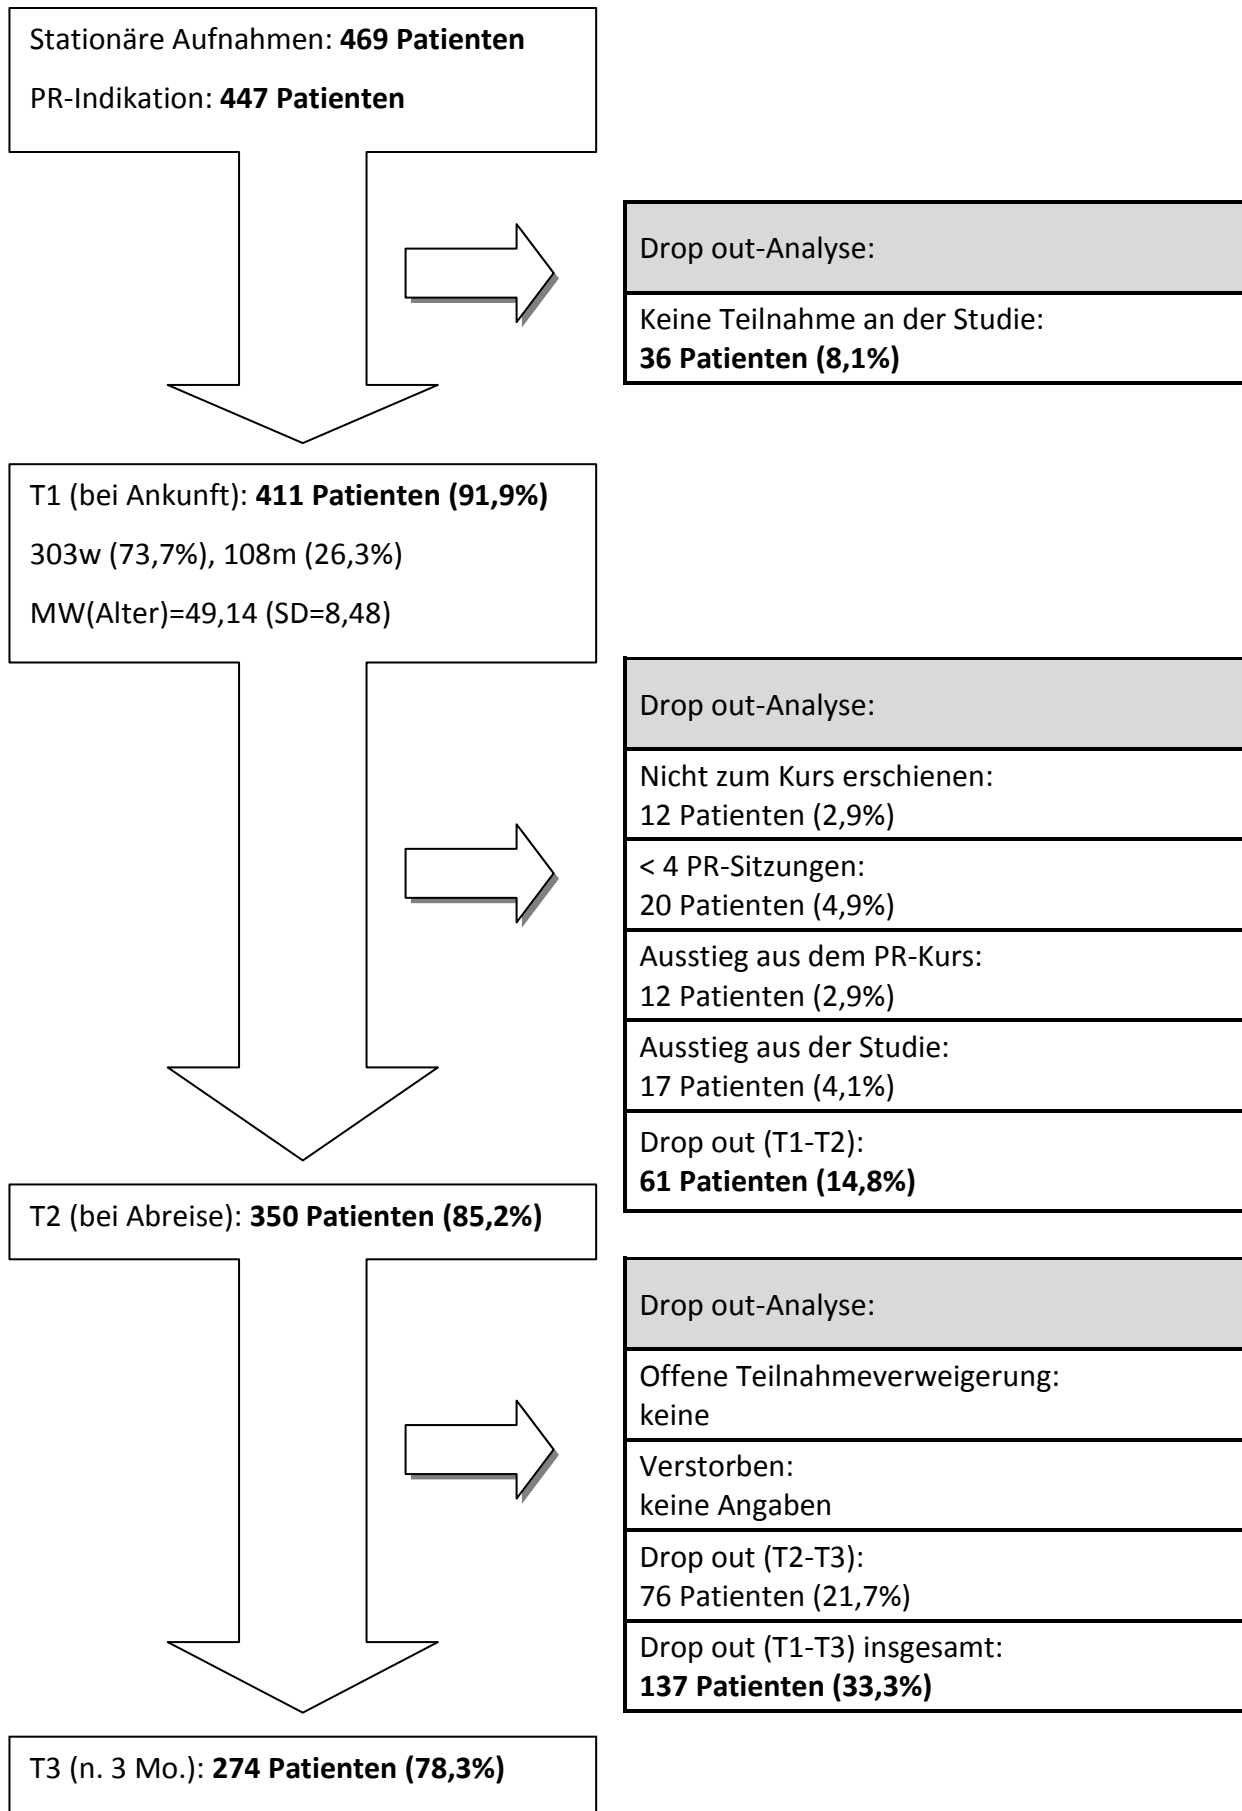 Stationäre Aufnahmen: 469 Patienten
PR-Indikation: 447 Patienten
Drop out-Analyse:
Keine Teilnahme an der Studie:
36 Patienten (8,1%)
T1 (bei Ankunft): 411 Patienten (91,9%)
303w (73,7%), 108m (26,3%)
MW(Alter)=49,14 (SD=8,48)
Drop out-Analyse:
Nicht zum Kurs erschienen:
12 Patienten (2,9%)
< 4 PR-Sitzungen:
20 Patienten (4,9%)
Ausstieg aus dem PR-Kurs:
12 Patienten (2,9%)
Ausstieg aus der Studie:
17 Patienten (4,1%)
Drop out (T1-T2):
61 Patienten (14,8%)
T2 (bei Abreise): 350 Patienten (85,2%)
Drop out-Analyse:
Offene Teilnahmeverweigerung:
keine
Verstorben:
keine Angaben
Drop out (T2-T3):
76 Patienten (21,7%)
Drop out (T1-T3) insgesamt:
137 Patienten (33,3%)
T3 (n. 3 Mo.): 274 Patienten (78,3%)